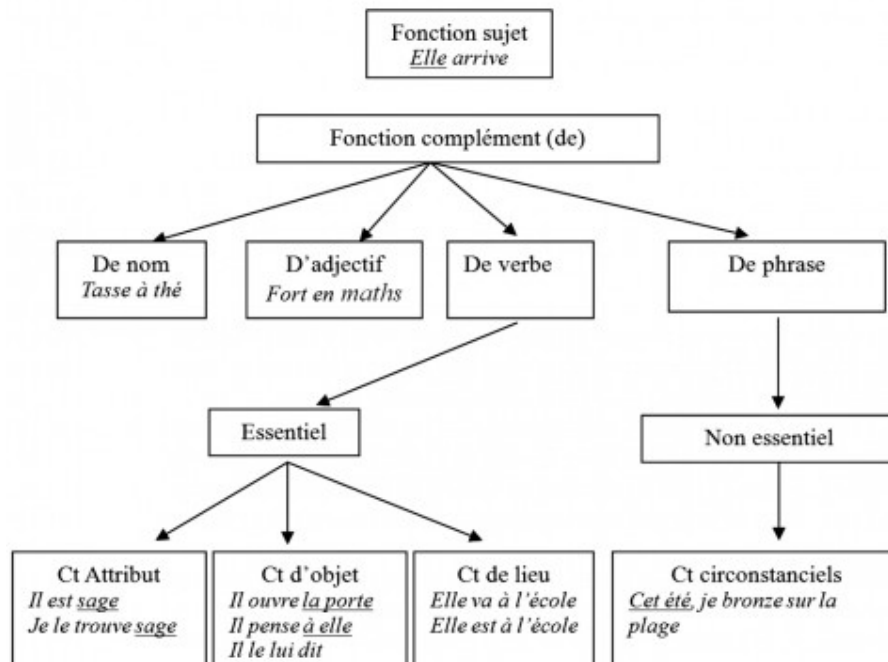 Fonction sujet
Elle arrive
Fonction complément (de)
De nom
Tasse à thé
D'adjectif
Fort en maths
De verbe
De phrase
Essentiel
Non essentiel
Ct Attribut
Il est sage
Je le trouve sage
Ct d'objet
Il ouvre la porte
Il pense à elle
Il le lui dit
Ct de lieu
Elle va à l'école
Elle est à l'école
Ct circonstanciels
Cet été, je bronze sur la
plage